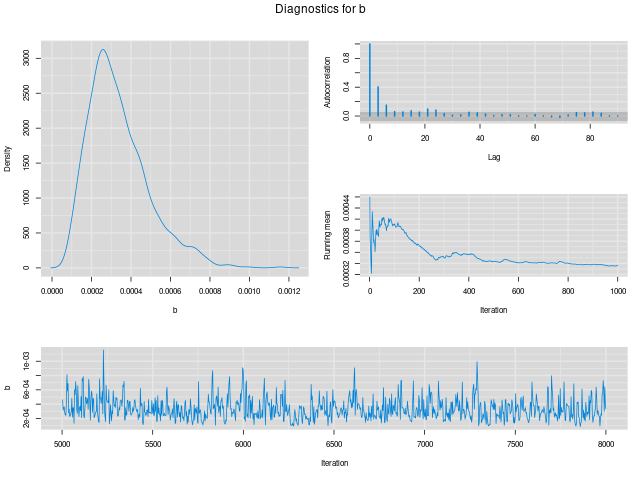 Diagnostics for b
Density
0 500 1000 1500 2000 2500 3000
0.0000 0.0002 0.0004 0.0006 0.0008 0.0010 0.0012
b
Autocorrelation
0.0 0.4 0.8
0 20 40 60 80
Lag
Running mean
0.00032 0.00038 0.00044
0 200 400 600 800 1000
Iteration
b
2e-04 6e-04 1e-03
5000 5500 6000 6500 7000 7500 8000
Iteration